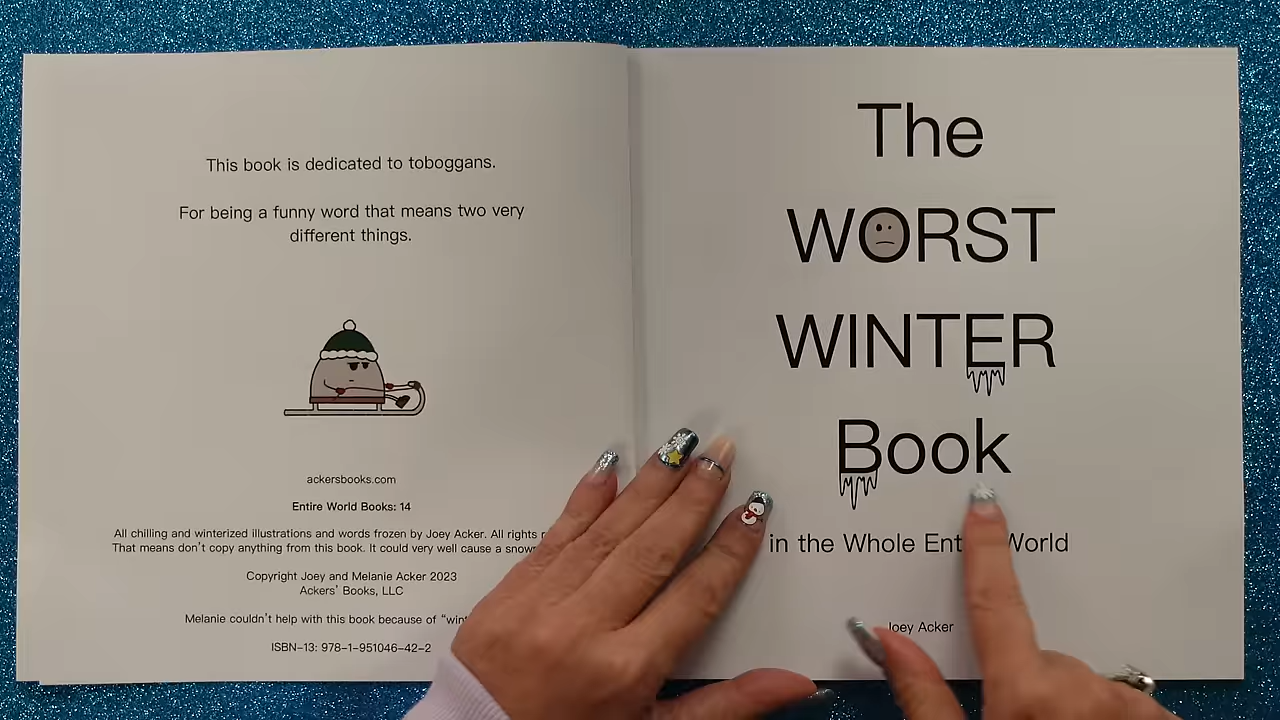 This book is dedicated to toboggans.
For being a funny word that means two very
different things.
ackersbooks.com
Entire World Books: 14
All chilling and winterized illustrations and words frozen by Joey Acker. All rights
That means don't copy anything from this book. It could very well cause a
Copyright Joey and Melanie Acker 2023
Ackers' Books, LLC
Melanie couldn't help with this book because of
ISBN-13: 978-1-951046-42-2
The
WORST
WINTER
Book
in the Whole World
Joey Acker